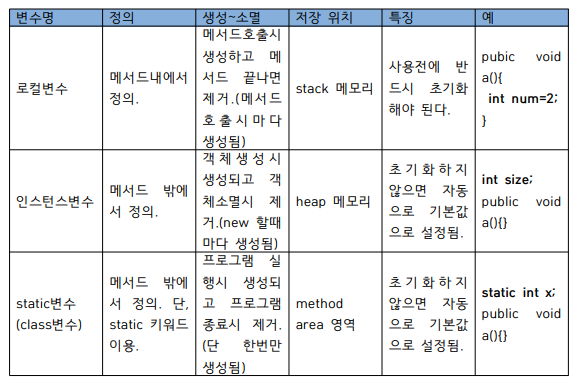 변수명 정의 생성~소멸 저장 위치 특징 예
로컬변수
메서드내에서
정의.
메서드호출시
생성하고 메
서드 끝나면
제거.(메서드
호출시마다
생성됨)
stack 메모리
사용전에 반
드시 초기화
해야 된다.
pubic void
a(){
int num=2;
}
인스턴스변수
메서드 밖에
서 정의.
객체생성시
생성되고 객
체소멸시 제
거.(new 할때
마다 생성됨)
heap 메모리
초기화하지
않으면 자동
으로 기본값
으로 설정됨.
int size;
public void
a(){}
static변수
(class변수)
메서드 밖에
서 정의. 단,
static 키워드
이용.
프로그램 실
행시 생성되
고 프로그램
종료시 제거.
(단 한번만
생성됨)
method
area 영역
초기화하지
않으면 자동
으로 기본값
으로 설정됨.
static int x;
public void
a(){}